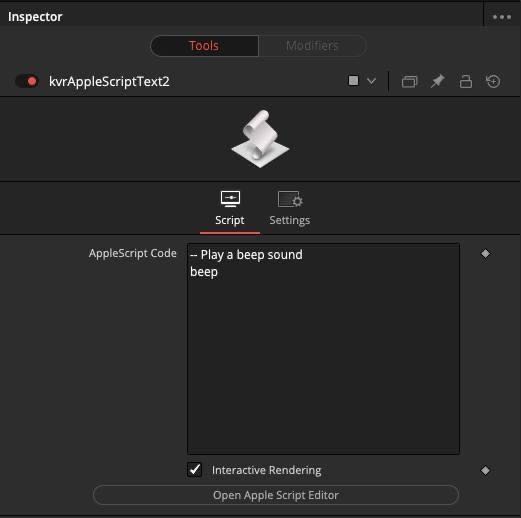 Inspector
Tools
Modifiers
kvrAppleScriptText2
Script
Settings
AppleScript Code
-- Play a beep sound
beep
Interactive Rendering
Open Apple Script Editor